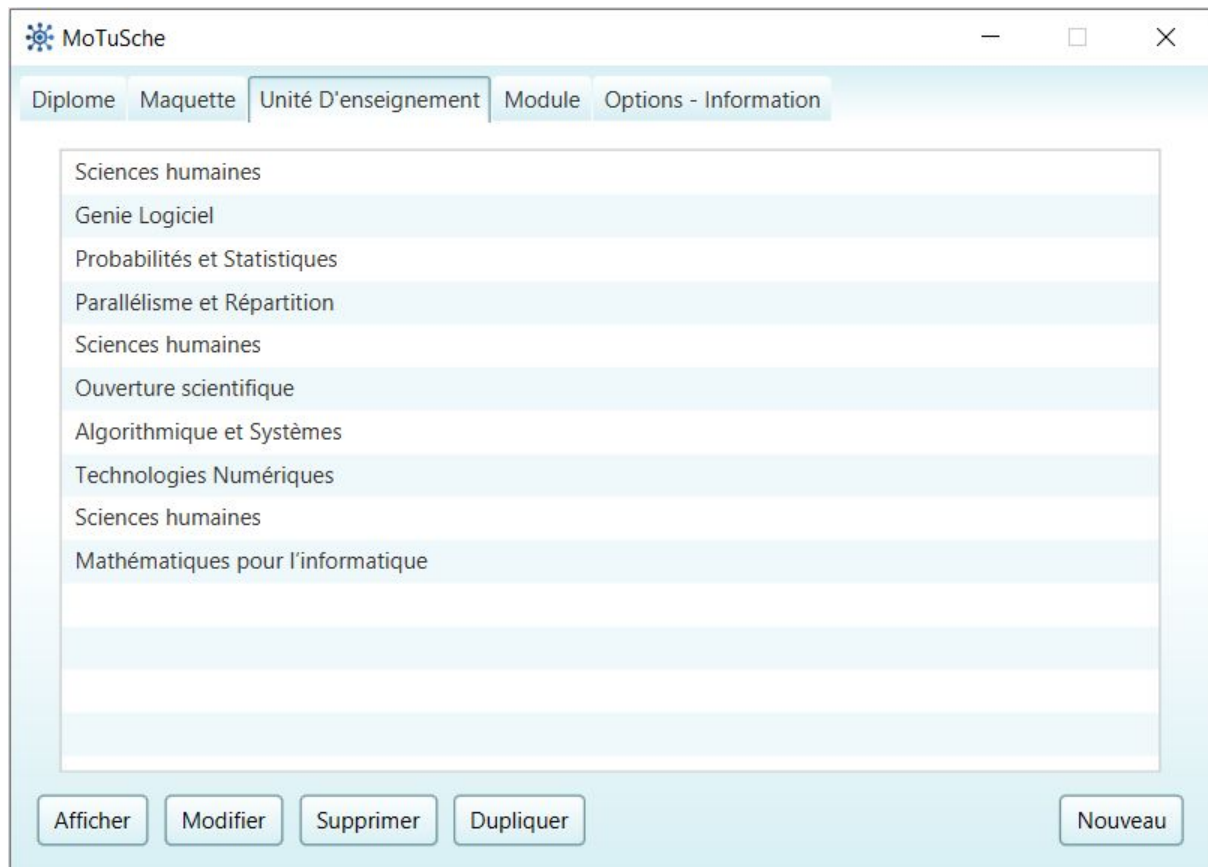 MoTuSche
Diplome Maquette Unité D'enseignement Module Options - Information
Sciences humaines
Genie Logiciel
Probabilités et Statistiques
Parallélisme et Répartition
Sciences humaines
Ouverture scientifique
Algorithmique et Systèmes
Technologies Numériques
Sciences humaines
Mathématiques pour l’informatique
Afficher Modifier Supprimer Dupliquer Nouveau